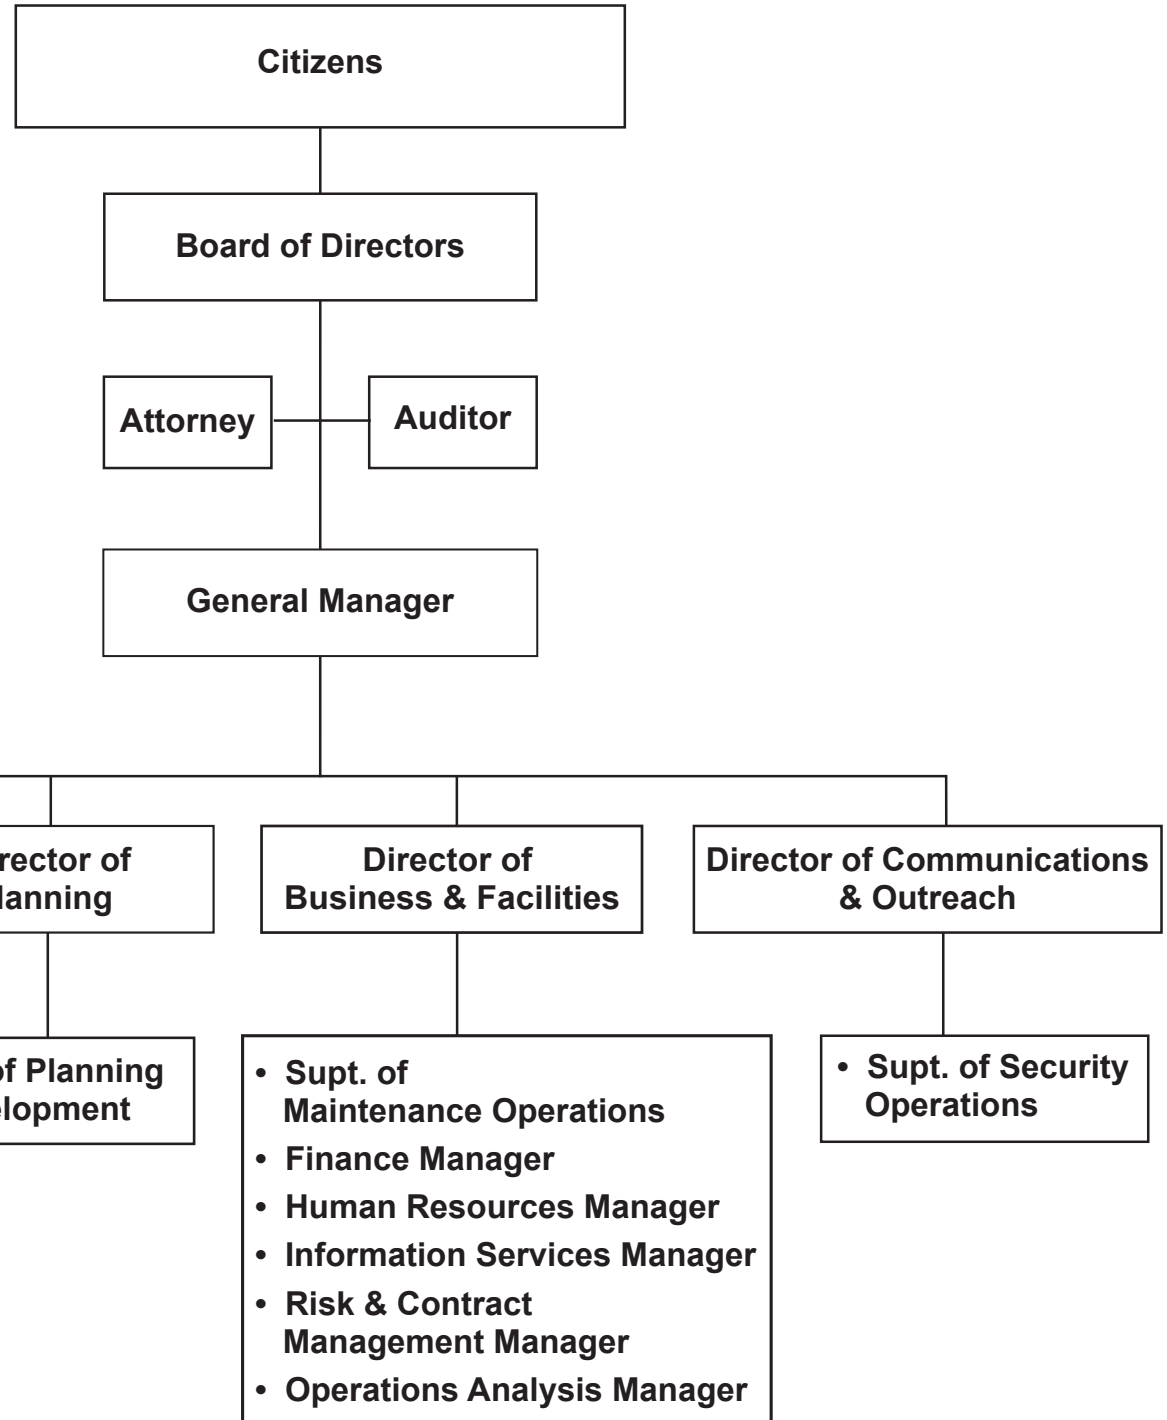 Citizens
Board of Directors
Attorney
Auditor
General Manager
rector of
lanning
Director of
Business & Facilities
Director of Communications
& Outreach
of Planning
elopment
• Supt. of
Maintenance Operations
• Finance Manager
• Human Resources Manager
• Information Services Manager
• Risk & Contract
Management Manager
• Operations Analysis Manager
• Supt. of Security
Operations